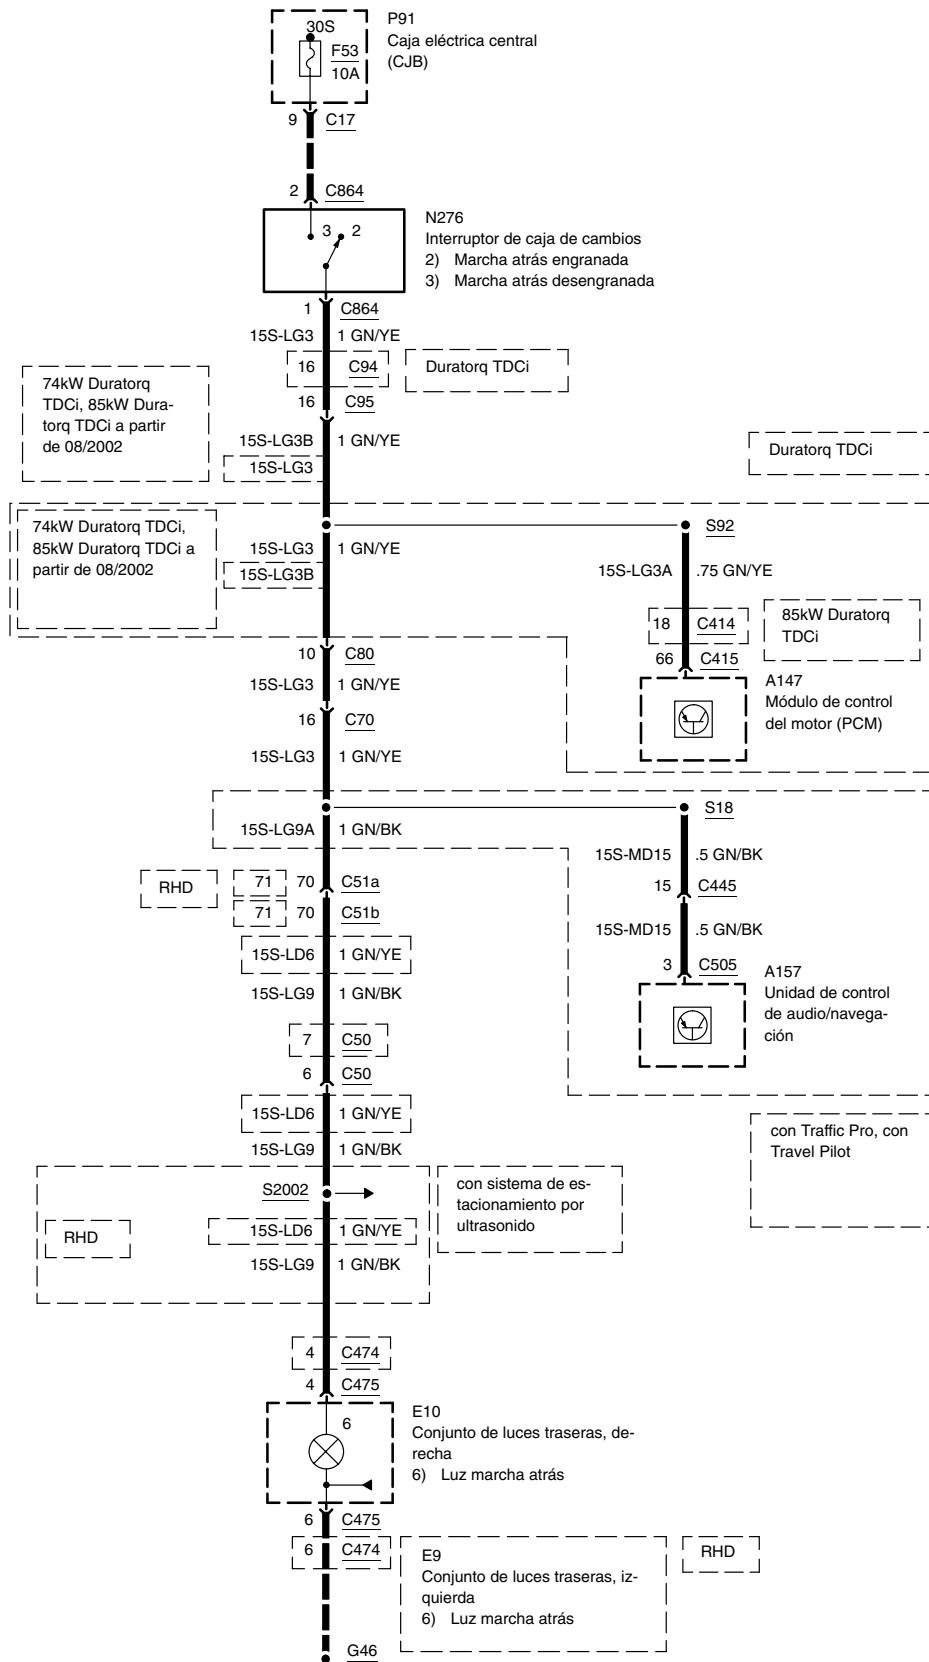 P91
Caja eléctrica central
(CJB)
30S
F53
10A
9 C17
2 C864
3 2
N276
Interruptor de caja de cambios
2) Marcha atrás engranada
3) Marcha atrás desengranada
1 C864
15S-LG3 1 GN/YE
16 C94
Duratorq TDCi
16 C95
74kW Duratorq
TDCi, 85kW Dura-
torq TDCi a partir
de 08/2002
15S-LG3B 1 GN/YE
15S-LG3
Duratorq TDCi
74kW Duratorq TDCi,
85kW Duratorq TDCi a
partir de 08/2002
S92
15S-LG3 1 GN/YE
15S-LG3B
15S-LG3A .75 GN/YE
18 C414
85kW Duratorq
TDCi
10 C80
66 C415
15S-LG3 1 GN/YE
A147
Módulo de control
del motor (PCM)
16 C70
15S-LG3 1 GN/YE
S18
15S-LG9A 1 GN/BK
15S-MD15 .5 GN/BK
RHD
71 70 C51a
15 C445
71 70 C51b
15S-MD15 .5 GN/BK
15S-LD6 1 GN/YE
3 C505
15S-LG9 1 GN/BK
A157
Unidad de control
de audio/navega-
ción
7 C50
6 C50
15S-LD6 1 GN/YE
15S-LG9 1 GN/BK
con Traffic Pro, con
Travel Pilot
S2002
con sistema de es-
tacionamiento por
ultrasonido
RHD
15S-LD6 1 GN/YE
15S-LG9 1 GN/BK
4 C474
4 C475
6
E10
Conjunto de luces traseras, de-
recha
6) Luz marcha atrás
6 C475
6 C474
E9
Conjunto de luces traseras, iz-
quierda
6) Luz marcha atrás
RHD
G46